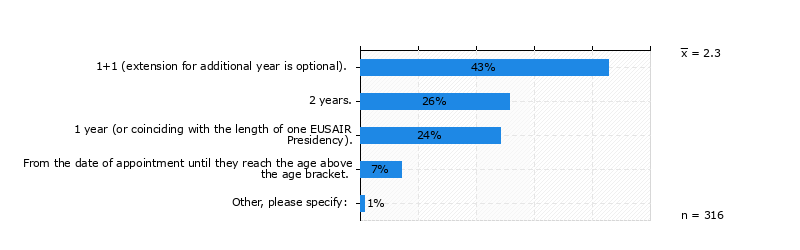 x̅ = 2.3
1+1 (extension for additional year is optional).
43%
2 years.
26%
1 year (or coinciding with the length of one EUSAIR
Presidency).
24%
From the date of appointment until they reach the age above
the age bracket.
7%
Other, please specify:
1%
n = 316